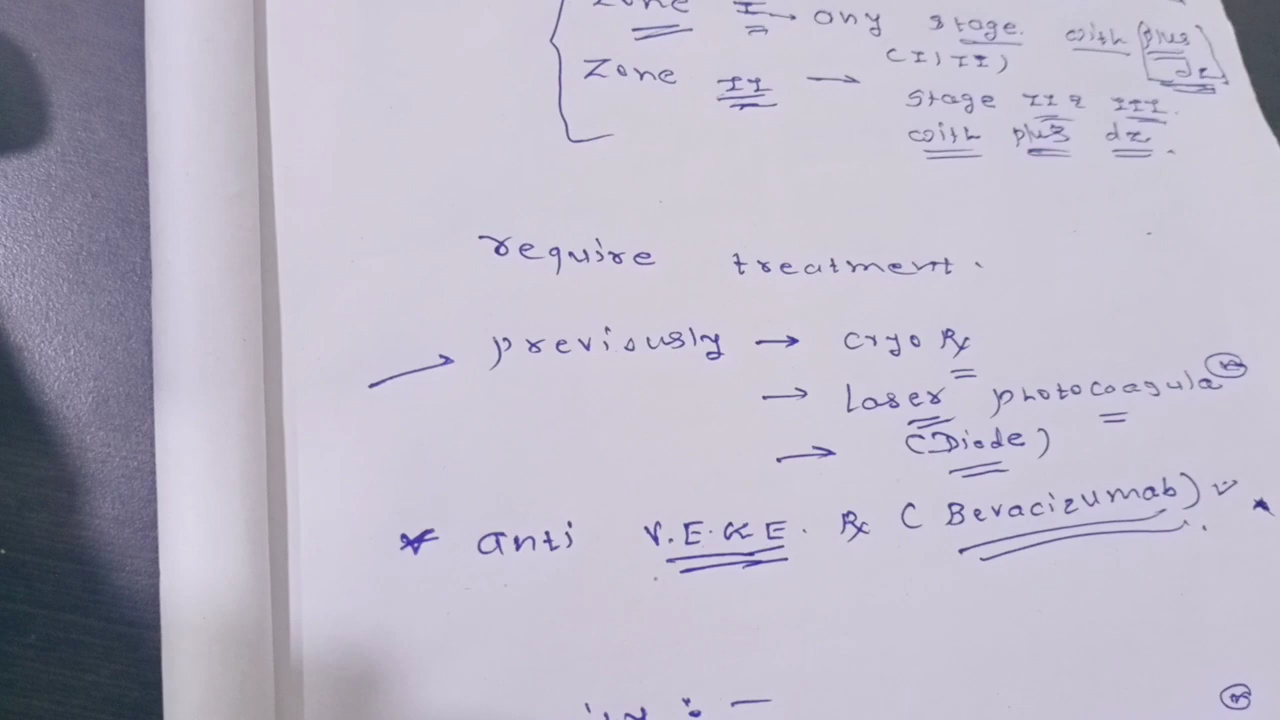 Zone I → any stage with (plus
(I, II) dz
Zone II →
Stage II & III.
with plus dz.
require treatment.
→ previously → cryo Rx
→ Laser photocoagula
→ (Diode)
* anti V.E.G.E. Rx (Bevacizumab)